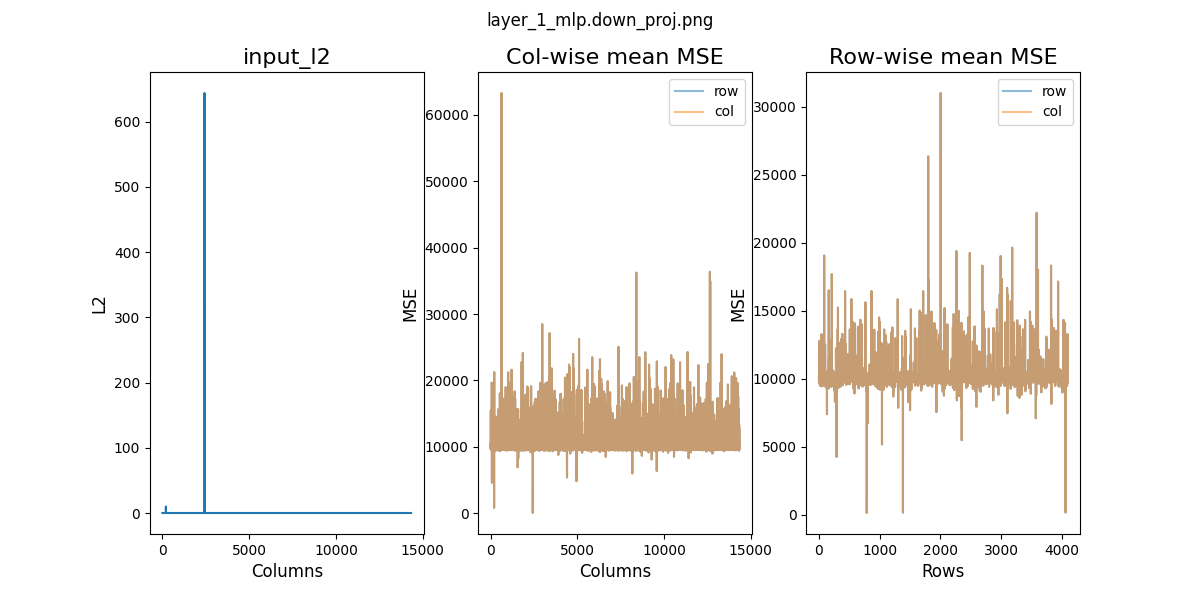 layer_1_mlp.down_proj.png
input_l2
L2
600
500
400
300
200
100
0
0
5000
10000
15000
Columns
Col-wise mean MSE
MSE
60000
50000
40000
30000
20000
10000
0
0
5000
10000
15000
Columns
row
col
Row-wise mean MSE
MSE
30000
25000
20000
15000
10000
5000
0
0
1000
2000
3000
4000
Rows
row
col